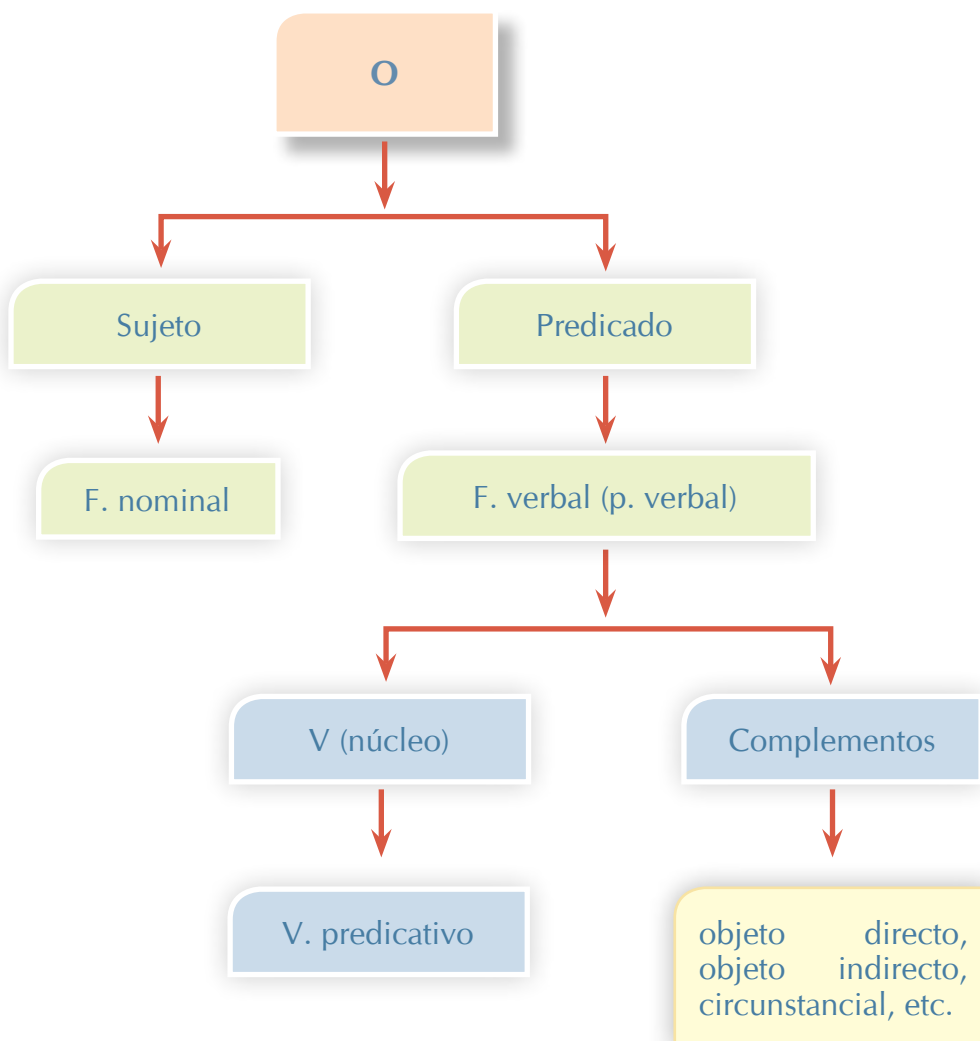 O
Sujeto
Predicado
F. nominal
F. verbal (p. verbal)
V (núcleo)
Complementos
V. predicativo
objeto directo,
objeto indirecto,
circunstancial, etc.